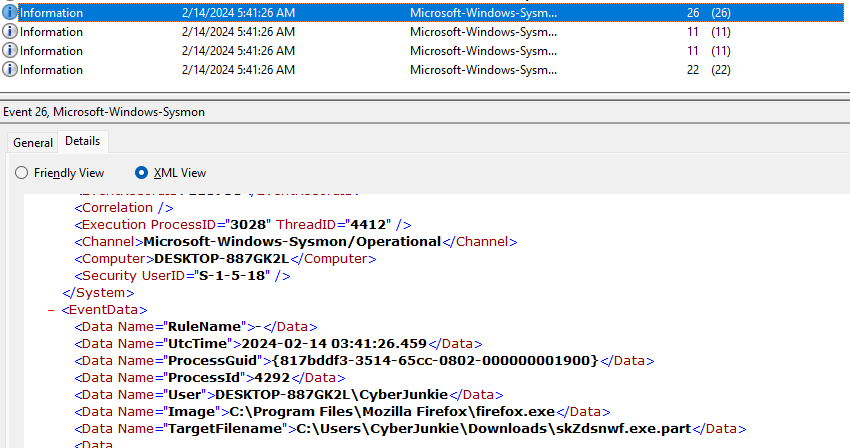 Information 2/14/2024 5:41:26 AM Microsoft-Windows-Sysm... 26 (26)
Information 2/14/2024 5:41:26 AM Microsoft-Windows-Sysm... 11 (11)
Information 2/14/2024 5:41:26 AM Microsoft-Windows-Sysm... 11 (11)
Information 2/14/2024 5:41:26 AM Microsoft-Windows-Sysm... 22 (22)
Event 26, Microsoft-Windows-Sysmon
General Details
Friendly View XML View
<Correlation />
<Execution ProcessID="3028" ThreadID="4412" />
<Channel>Microsoft-Windows-Sysmon/Operational</Channel>
<Computer>DESKTOP-887GK2L</Computer>
<Security UserID="S-1-5-18" />
</System>
– <EventData>
<Data Name="RuleName">-</Data>
<Data Name="UtcTime">2024-02-14 03:41:26.459</Data>
<Data Name="ProcessGuid">{817bddf3-3514-65cc-0802-000000001900}</Data>
<Data Name="ProcessId">4292</Data>
<Data Name="User">DESKTOP-887GK2L\CyberJunkie</Data>
<Data Name="Image">C:\Program Files\Mozilla Firefox\firefox.exe</Data>
<Data Name="TargetFilename">C:\Users\CyberJunkie\Downloads\skZdsnwf.exe.part</Data>
<Data